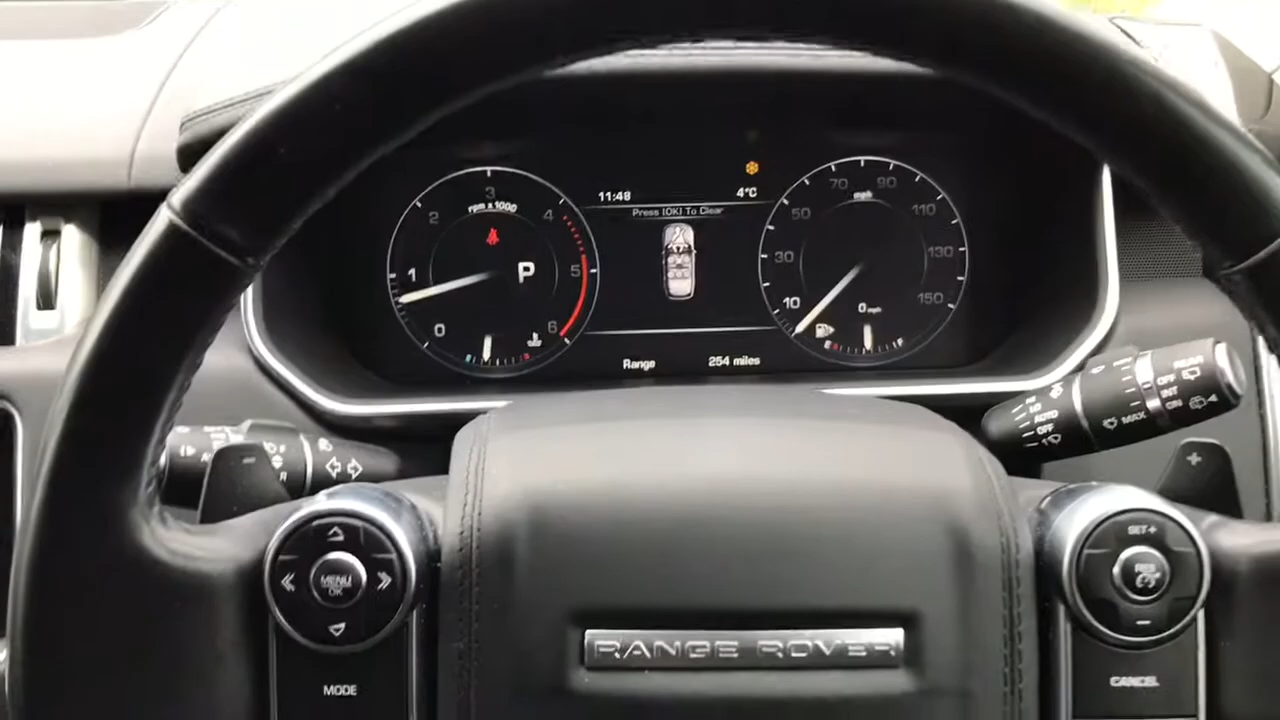 11:48
4°C
Press (OK) To Clear
3
rpm x 1000
2
4
1
5
P
0
6
70
90
mph
50
110
30
130
10
150
0 mph
E
F
Range
254 miles
LO
AUTO
OFF
MAX
REAR
OFF
INT
ON
−
+
MENU
OK
MODE
SET+
RES
−
CANCEL
RANGE ROVER